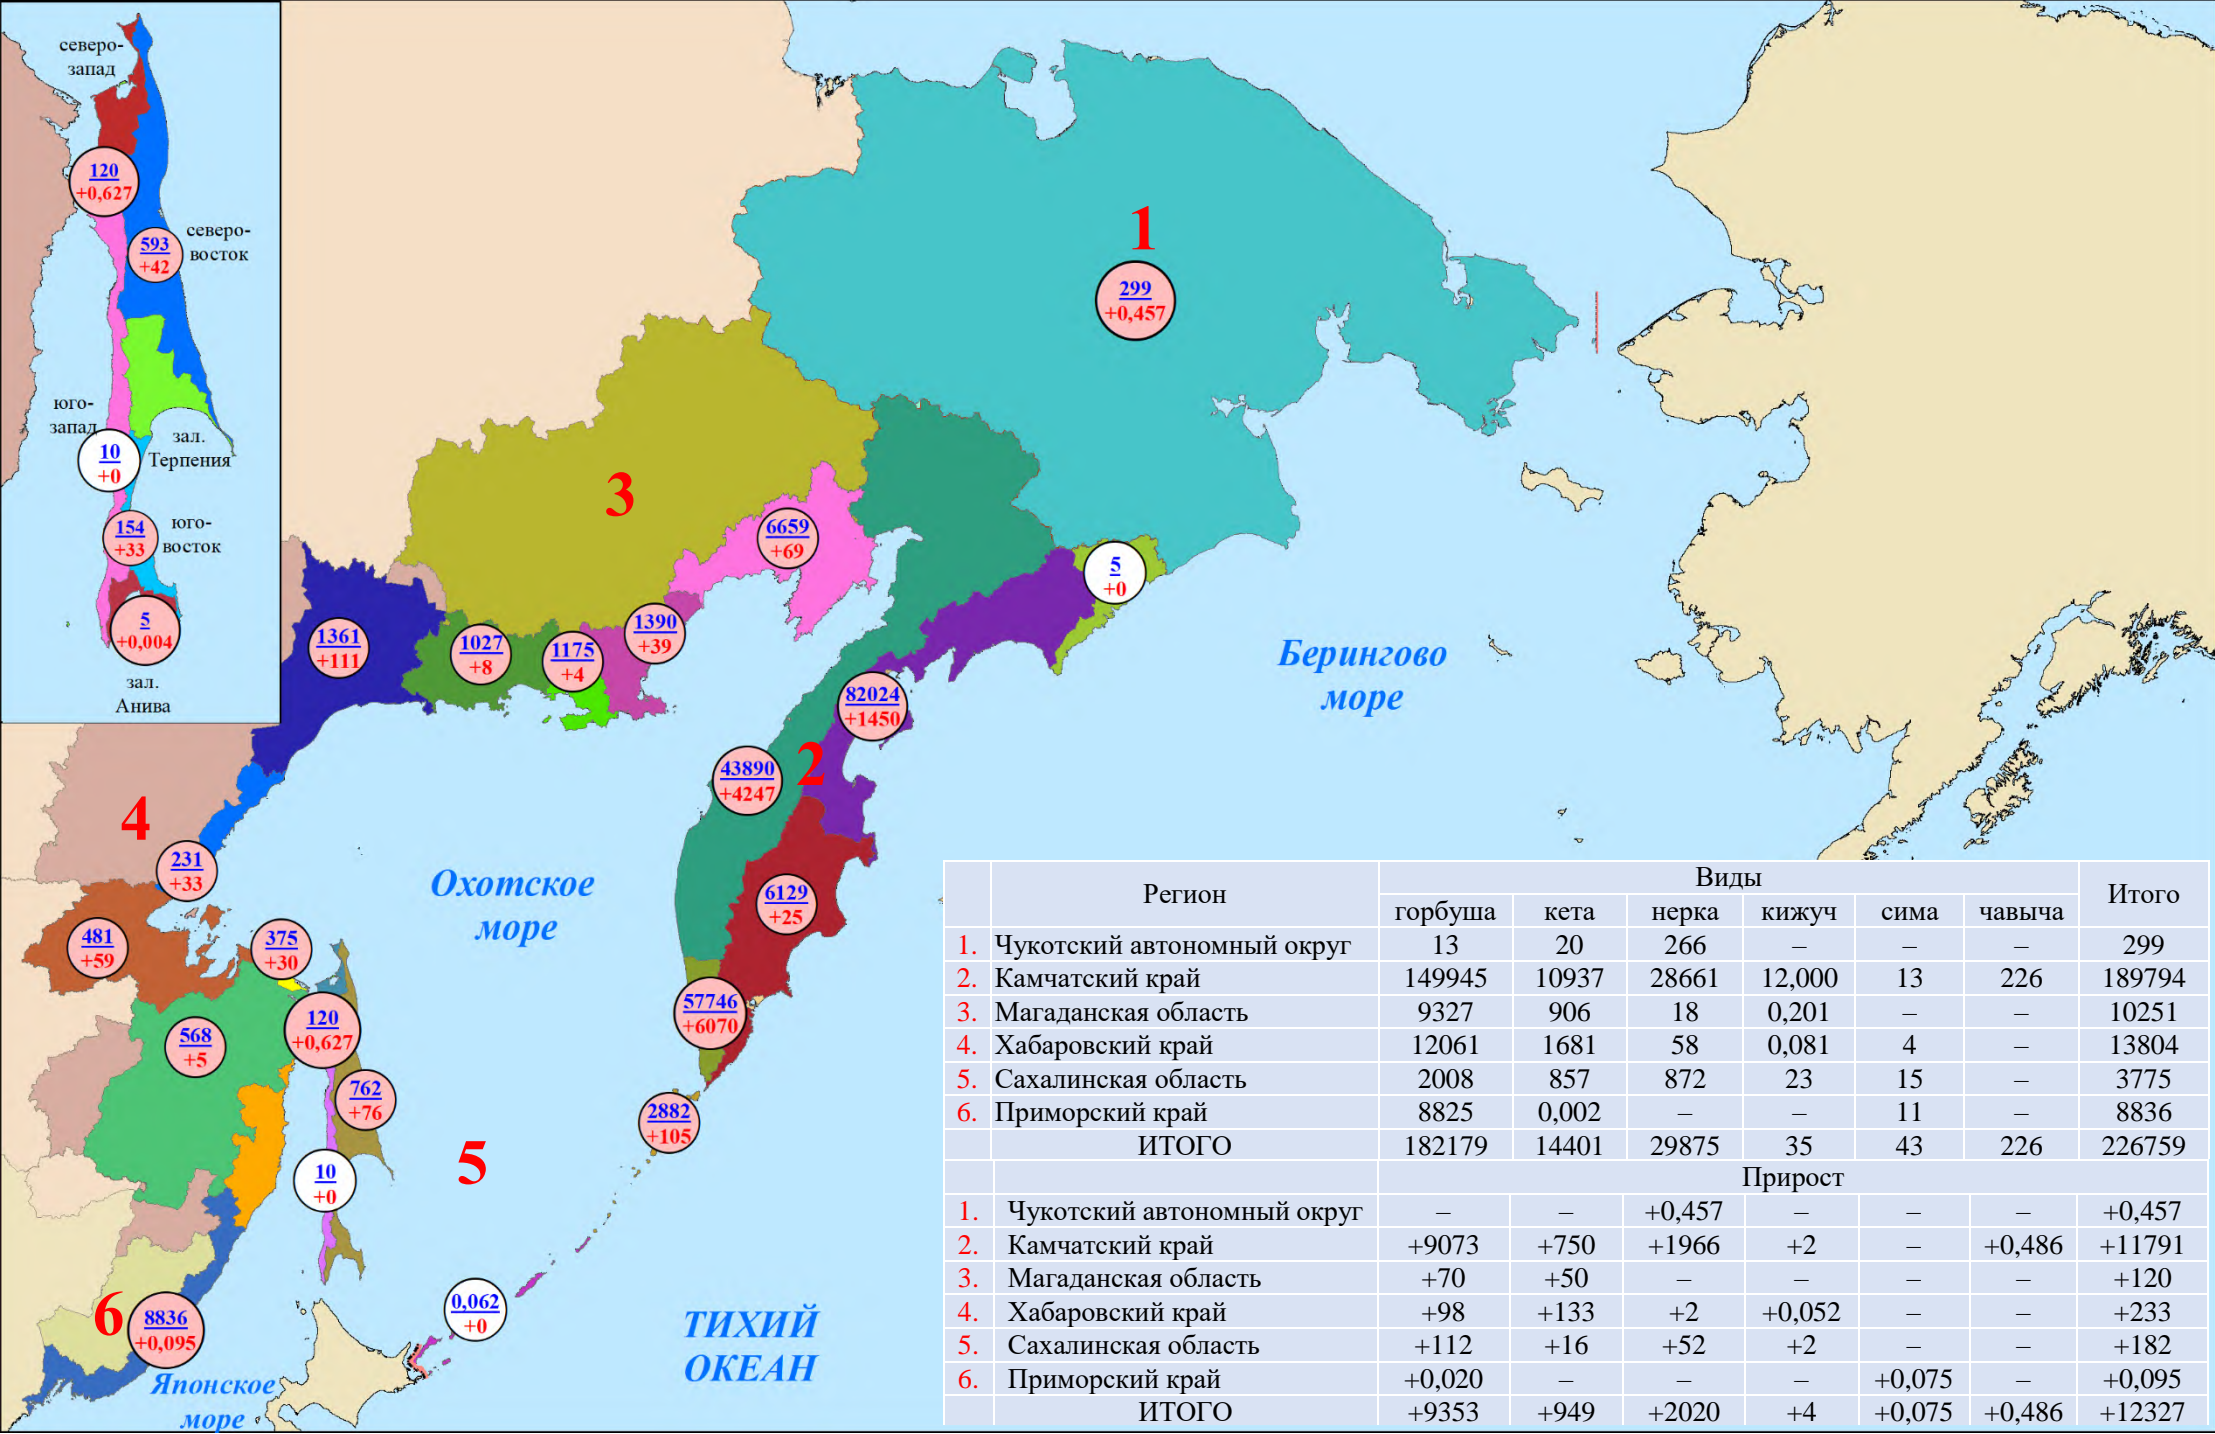 северо-
запад
120
+0,627
593
+42
северо-
восток
юго-
запад
10
+0
зал.
Терпения
154
+33
юго-
восток
5
+0,004
зал.
Анива
1
299
+0,457
3
6659
+69
5
+0
1390
+39
1361
+111
1027
+8
1175
+4
Берингово
море
82024
+1450
2
43890
+4247
4
231
+33
Охотское
море
6129
+25
481
+59
375
+30
57746
+6070
120
+0,627
568
+5
762
+76
2882
+105
5
10
+0
0,062
+0
6
8836
+0,095
ТИХИЙ
ОКЕАН
Японское
море
Регион Виды Итого
горбуша кета нерка кижуч сима чавыча
1. Чукотский автономный округ 13 20 266 – – – 299
2. Камчатский край 149945 10937 28661 12,000 13 226 189794
3. Магаданская область 9327 906 18 0,201 – – 10251
4. Хабаровский край 12061 1681 58 0,081 4 – 13804
5. Сахалинская область 2008 857 872 23 15 – 3775
6. Приморский край 8825 0,002 – – 11 – 8836
ИТОГО 182179 14401 29875 35 43 226 226759
Прирост
1. Чукотский автономный округ – – +0,457 – – – +0,457
2. Камчатский край +9073 +750 +1966 +2 – +0,486 +11791
3. Магаданская область +70 +50 – – – – +120
4. Хабаровский край +98 +133 +2 +0,052 – – +233
5. Сахалинская область +112 +16 +52 +2 – – +182
6. Приморский край +0,020 – – – +0,075 – +0,095
ИТОГО +9353 +949 +2020 +4 +0,075 +0,486 +12327